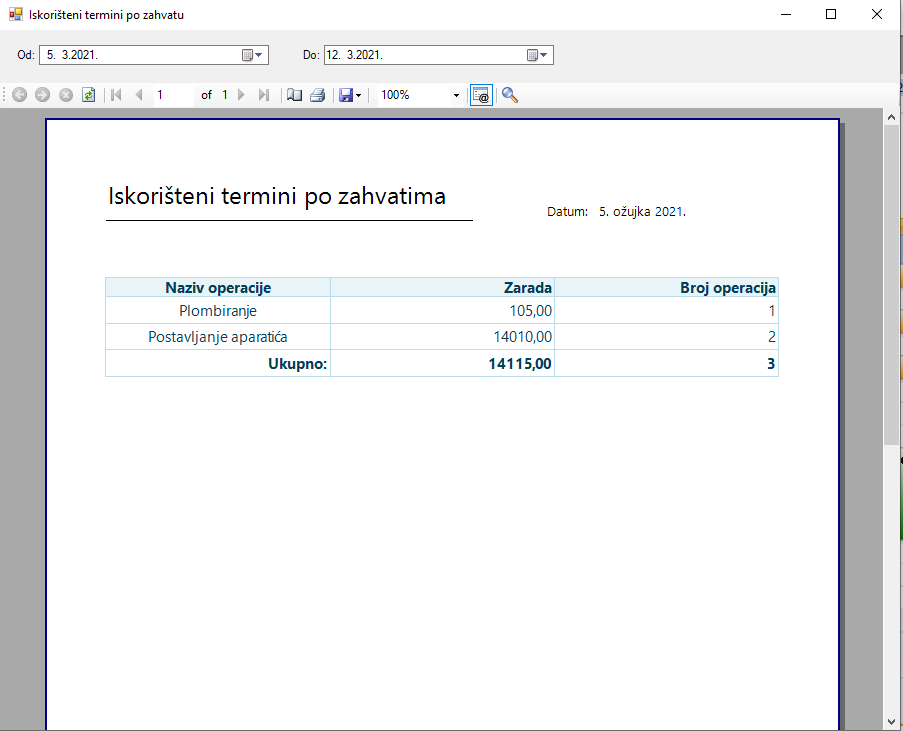 Iskorišteni termini po zahvatu
Od: 5. 3.2021. Do: 12. 3.2021.
1 of 1 100%
Iskorišteni termini po zahvatima
Datum: 5. ožujka 2021.
Naziv operacije Zarada Broj operacija
Plombiranje 105,00 1
Postavljanje aparatića 14010,00 2
Ukupno: 14115,00 3